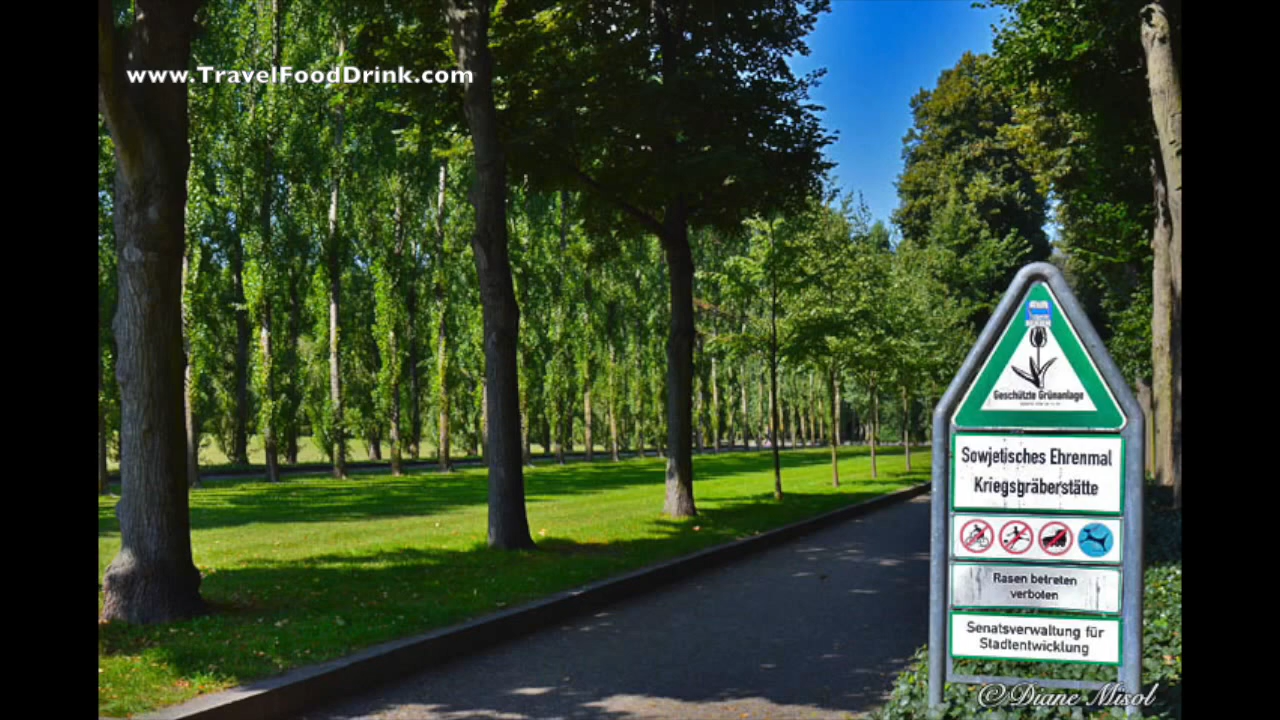 www.TravelFoodDrink.com
Geschützte Grünanlage
Sowjetisches Ehrenmal
Kriegsgräberstätte
Rasen betreten
verboten
Senatsverwaltung für
Stadtentwicklung
©Diane Misol